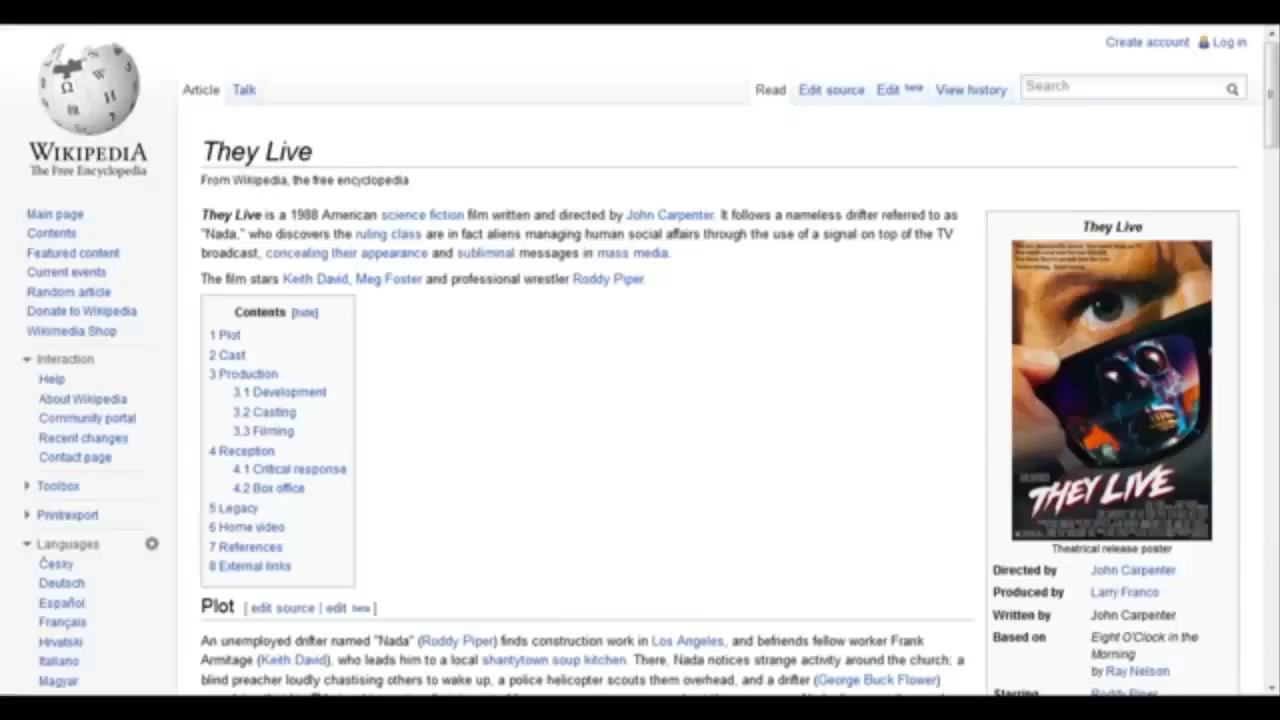 Create account Log in
Article Talk Read Edit source Edit beta View history Search
WIKIPEDIA
The Free Encyclopedia
Main page
Contents
Featured content
Current events
Random article
Donate to Wikipedia
Wikimedia Shop
Interaction
Help
About Wikipedia
Community portal
Recent changes
Contact page
Toolbox
Print/export
Languages
Česky
Deutsch
Español
Français
Hrvatski
Italiano
Magyar
They Live
From Wikipedia, the free encyclopedia
They Live is a 1988 American science fiction film written and directed by John Carpenter. It follows a nameless drifter referred to as
"Nada," who discovers the ruling class are in fact aliens managing human social affairs through the use of a signal on top of the TV
broadcast, concealing their appearance and subliminal messages in mass media.
The film stars Keith David, Meg Foster and professional wrestler Roddy Piper.
Contents [hide]
1 Plot
2 Cast
3 Production
3.1 Development
3.2 Casting
3.3 Filming
4 Reception
4.1 Critical response
4.2 Box office
5 Legacy
6 Home video
7 References
8 External links
Plot [ edit source | edit beta ]
An unemployed drifter named "Nada" (Roddy Piper) finds construction work in Los Angeles, and befriends fellow worker Frank
Armitage (Keith David), who leads him to a local shantytown soup kitchen. There, Nada notices strange activity around the church; a
blind preacher loudly chastising others to wake up, a police helicopter scouts them overhead, and a drifter (George Buck Flower)
They Live
THEY LIVE
Theatrical release poster
Directed by John Carpenter
Produced by Larry Franco
Written by John Carpenter
Based on Eight O'Clock in the
Morning
by Ray Nelson
Starring Roddy Piper